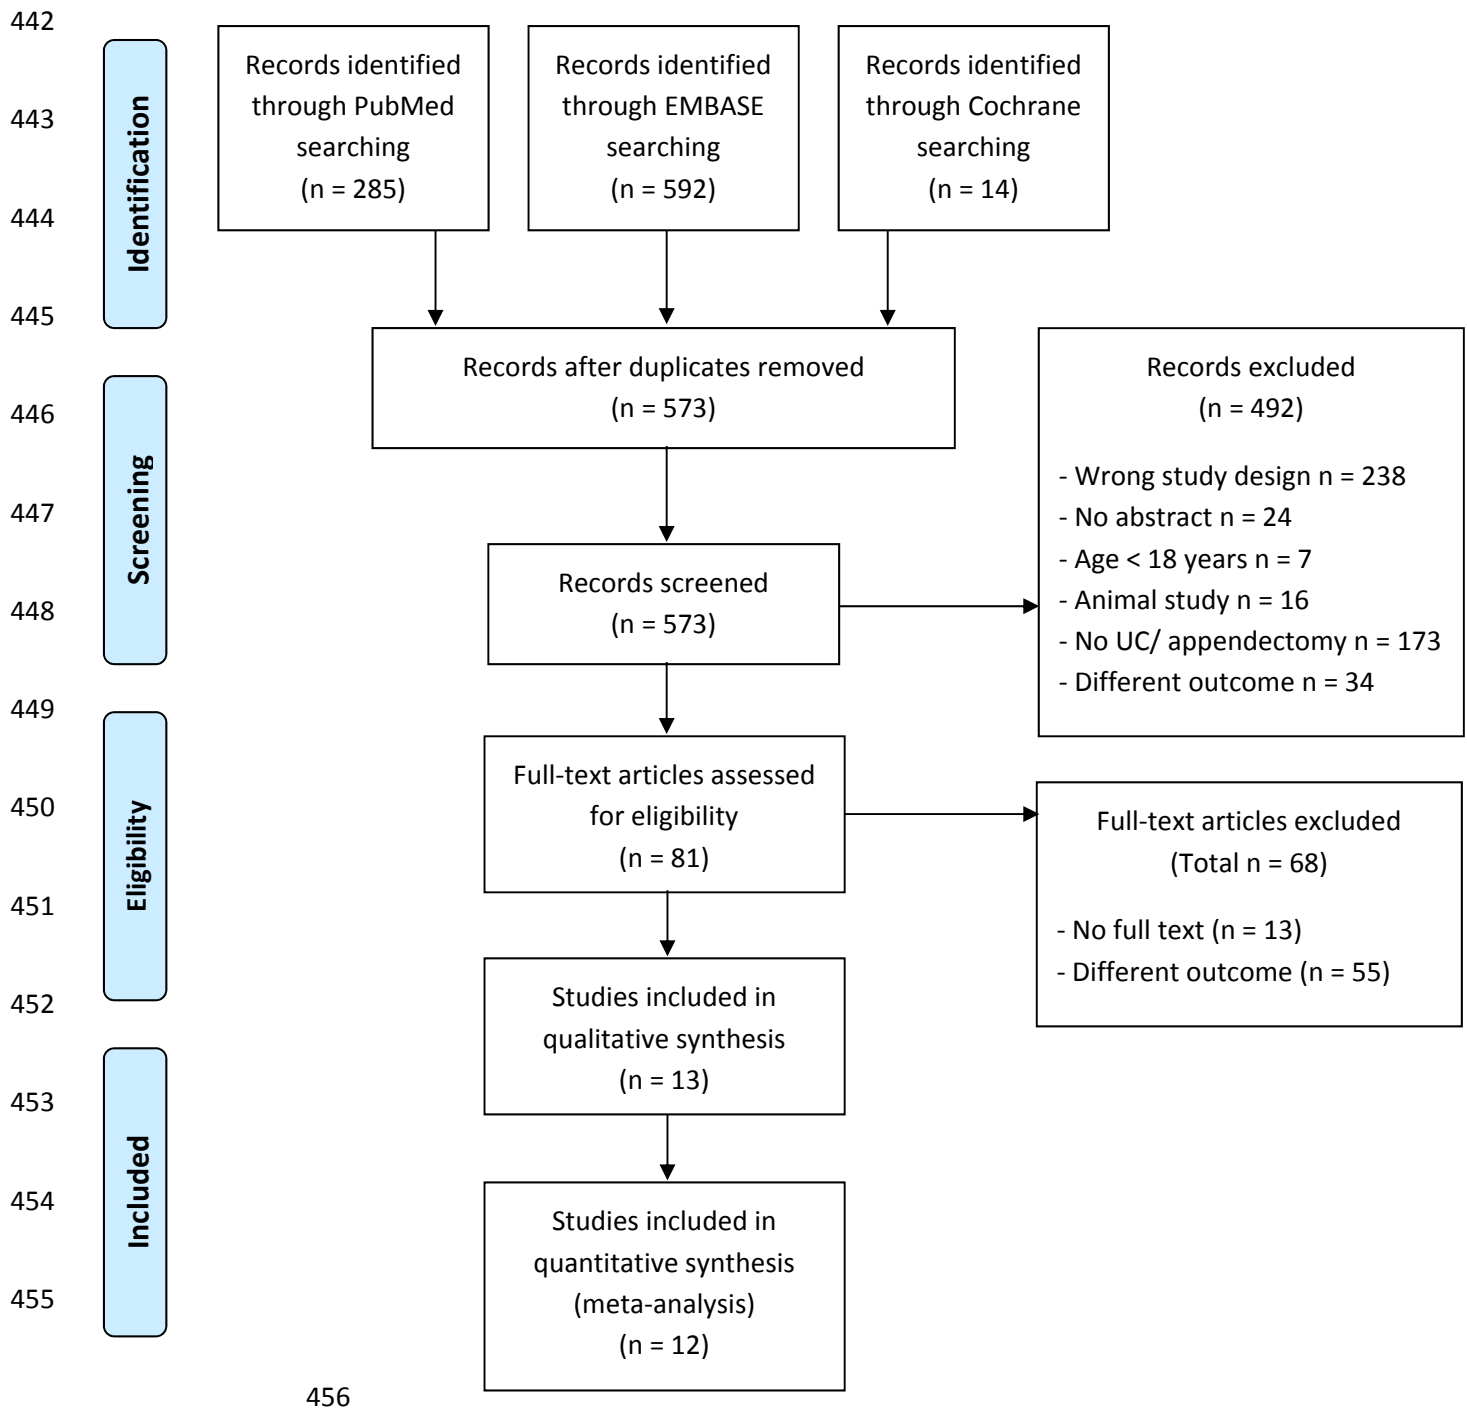 442
Identification
Records identified
through PubMed
searching
(n = 285)
Records identified
through EMBASE
searching
(n = 592)
Records identified
through Cochrane
searching
(n = 14)
443
444
445
Records after duplicates removed
(n = 573)
Records excluded
(n = 492)
- Wrong study design n = 238
- No abstract n = 24
- Age < 18 years n = 7
- Animal study n = 16
- No UC/ appendectomy n = 173
- Different outcome n = 34
446
Screening
447
Records screened
(n = 573)
448
449
Full-text articles assessed
for eligibility
(n = 81)
Full-text articles excluded
(Total n = 68)
- No full text (n = 13)
- Different outcome (n = 55)
450
Eligibility
451
Studies included in
qualitative synthesis
(n = 13)
452
453
Included
454
Studies included in
quantitative synthesis
(meta-analysis)
(n = 12)
455
456